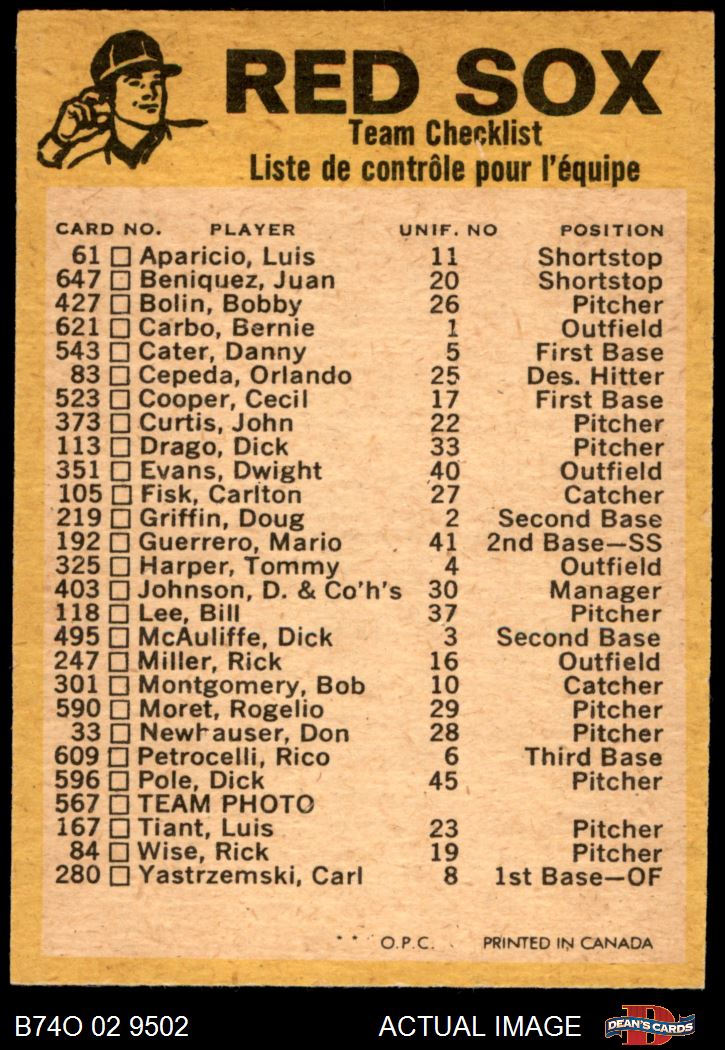 RED SOX
Team Checklist
Liste de contrôle pour l'équipe
CARD NO. PLAYER UNIF. NO POSITION
61 Aparicio, Luis 11 Shortstop
647 Beniquez, Juan 20 Shortstop
427 Bolin, Bobby 26 Pitcher
621 Carbo, Bernie 1 Outfield
543 Cater, Danny 5 First Base
83 Cepeda, Orlando 25 Des. Hitter
523 Cooper, Cecil 17 First Base
373 Curtis, John 22 Pitcher
113 Drago, Dick 33 Pitcher
351 Evans, Dwight 40 Outfield
105 Fisk, Carlton 27 Catcher
219 Griffin, Doug 2 Second Base
192 Guerrero, Mario 41 2nd Base—SS
325 Harper, Tommy 4 Outfield
403 Johnson, D. & Co'h's 30 Manager
118 Lee, Bill 37 Pitcher
495 McAuliffe, Dick 3 Second Base
247 Miller, Rick 16 Outfield
301 Montgomery, Bob 10 Catcher
590 Moret, Rogelio 29 Pitcher
33 Newhauser, Don 28 Pitcher
609 Petrocelli, Rico 6 Third Base
596 Pole, Dick 45 Pitcher
567 TEAM PHOTO
167 Tiant, Luis 23 Pitcher
84 Wise, Rick 19 Pitcher
280 Yastrzemski, Carl 8 1st Base—OF
* * O.P.C. PRINTED IN CANADA
B74O 02 9502 ACTUAL IMAGE DEAN'S CARDS